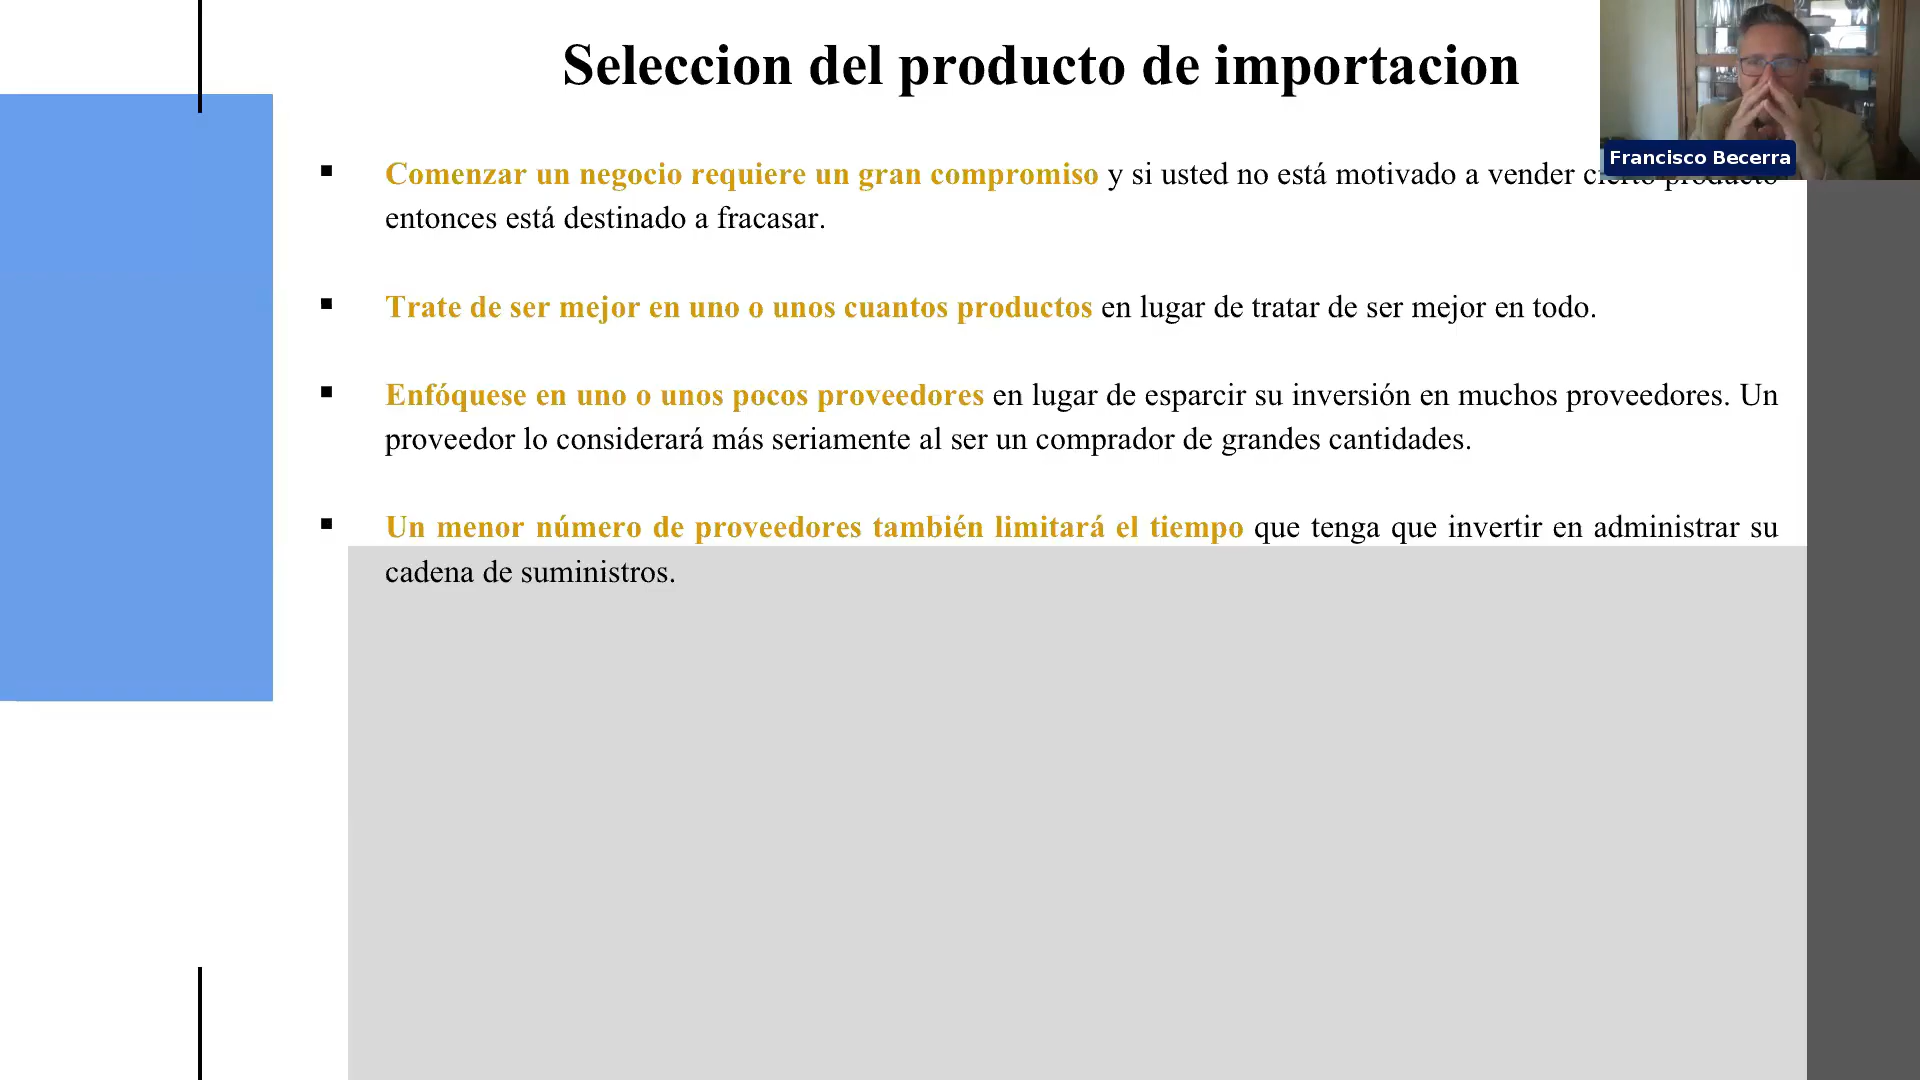 Seleccion del producto de importacion
Francisco Becerra
▪ Comenzar un negocio requiere un gran compromiso y si usted no está motivado a vender cierto producto
entonces está destinado a fracasar.
▪ Trate de ser mejor en uno o unos cuantos productos en lugar de tratar de ser mejor en todo.
▪ Enfóquese en uno o unos pocos proveedores en lugar de esparcir su inversión en muchos proveedores. Un
proveedor lo considerará más seriamente al ser un comprador de grandes cantidades.
▪ Un menor número de proveedores también limitará el tiempo que tenga que invertir en administrar su
cadena de suministros.